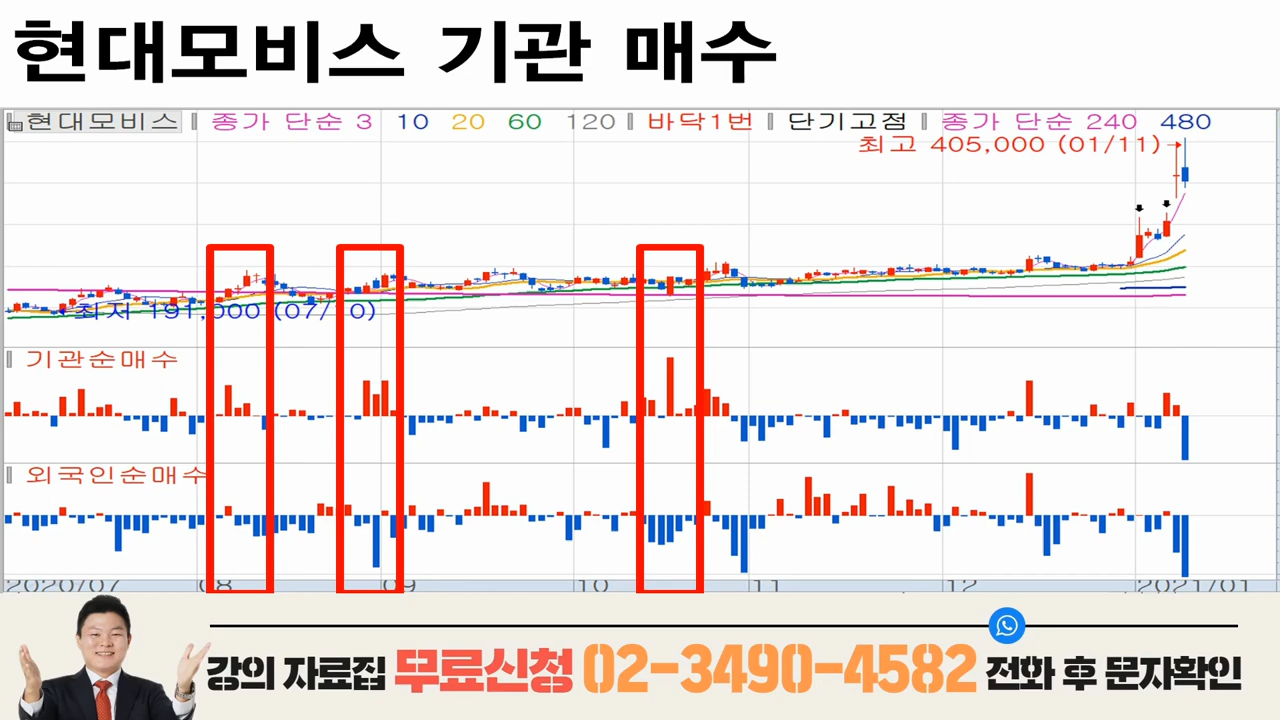 현대모비스 기관 매수
현대모비스 종가 단순 3 10 20 60 120 바닥1번 단기고점 종가 단순 240 480
최고 405,000 (01/11)
최저 191,000 (07/10)
기관순매수
외국인순매수
2020/07 08 09 10 11 12 2021/01
강의 자료집 무료신청 02-3490-4582 전화 후 문자확인